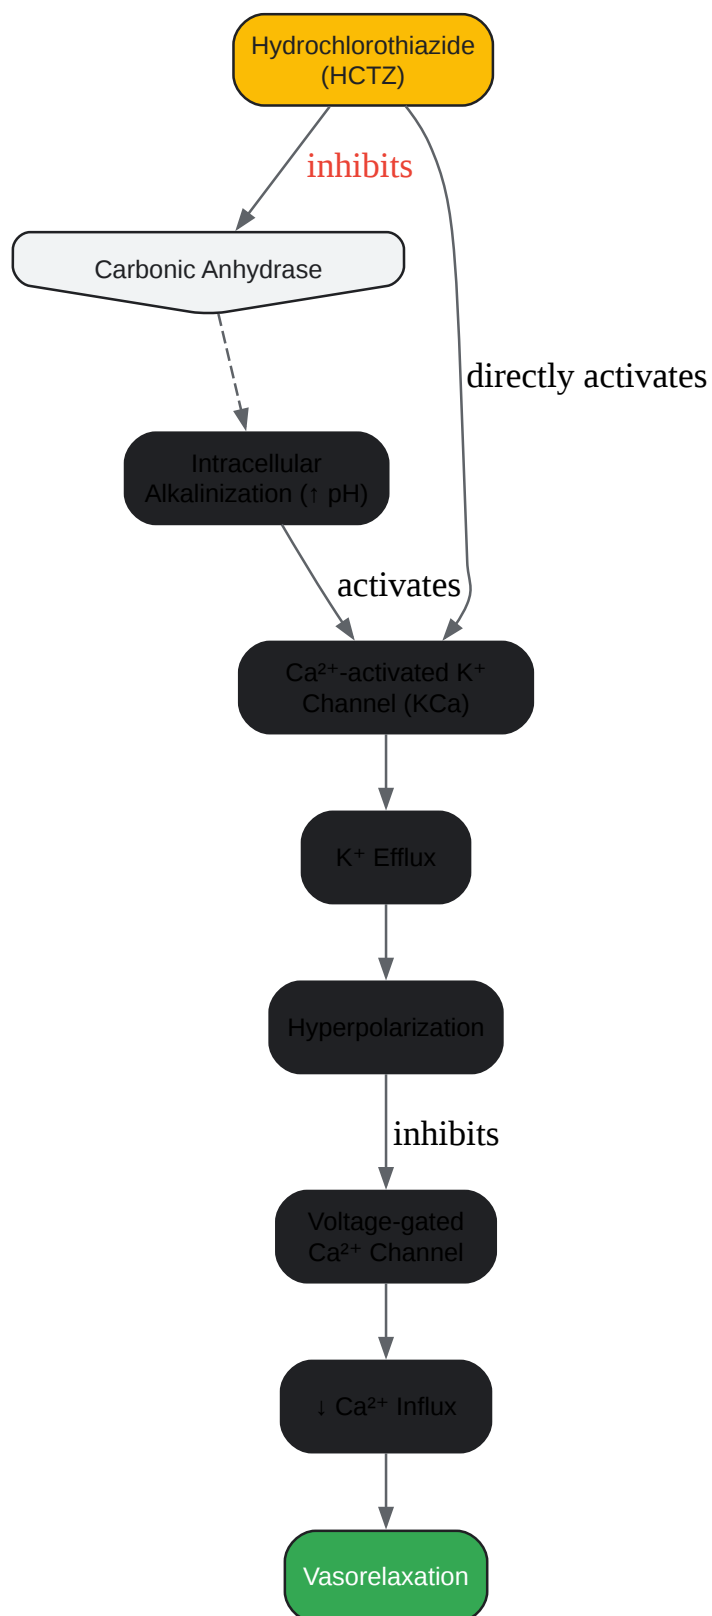 Hydrochlorothiazide
(HCTZ)
inhibits
Carbonic Anhydrase
directly activates
Intracellular
Alkalinization (↑ pH)
activates
Ca²⁺-activated K⁺
Channel (KCa)
K⁺ Efflux
Hyperpolarization
inhibits
Voltage-gated
Ca²⁺ Channel
↓ Ca²⁺ Influx
Vasorelaxation